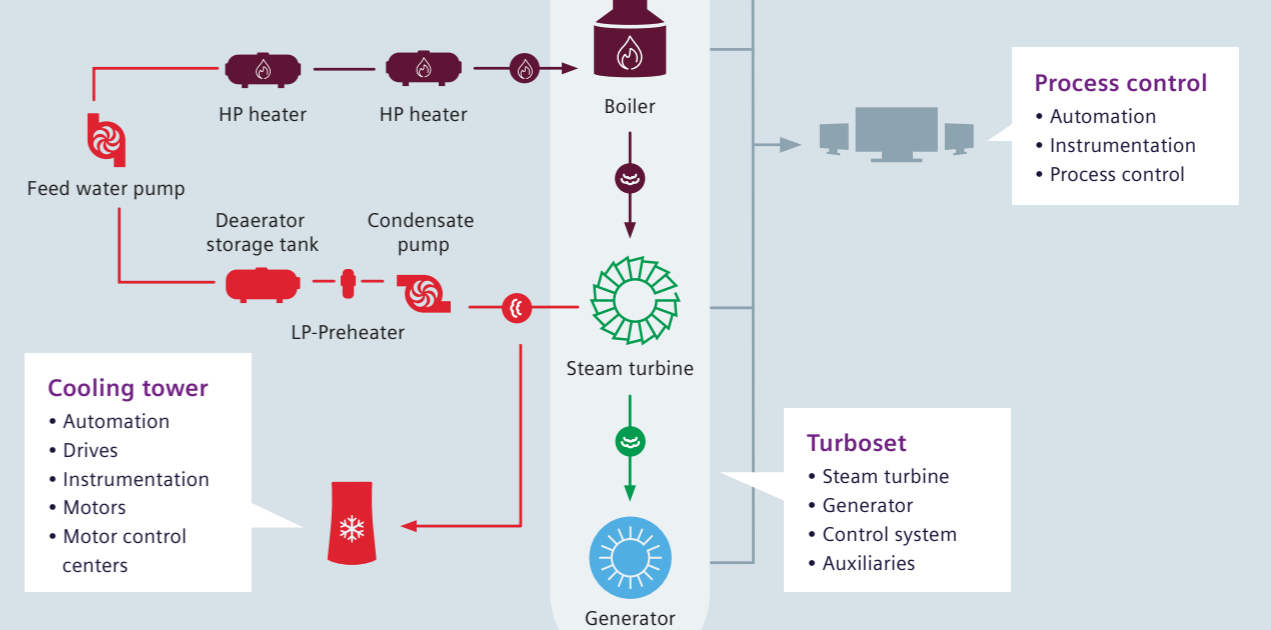 HP heater
HP heater
Boiler
Process control
• Automation
• Instrumentation
• Process control
Feed water pump
Deaerator
storage tank
Condensate
pump
LP-Preheater
Steam turbine
Cooling tower
• Automation
• Drives
• Instrumentation
• Motors
• Motor control
centers
Turboset
• Steam turbine
• Generator
• Control system
• Auxiliaries
Generator